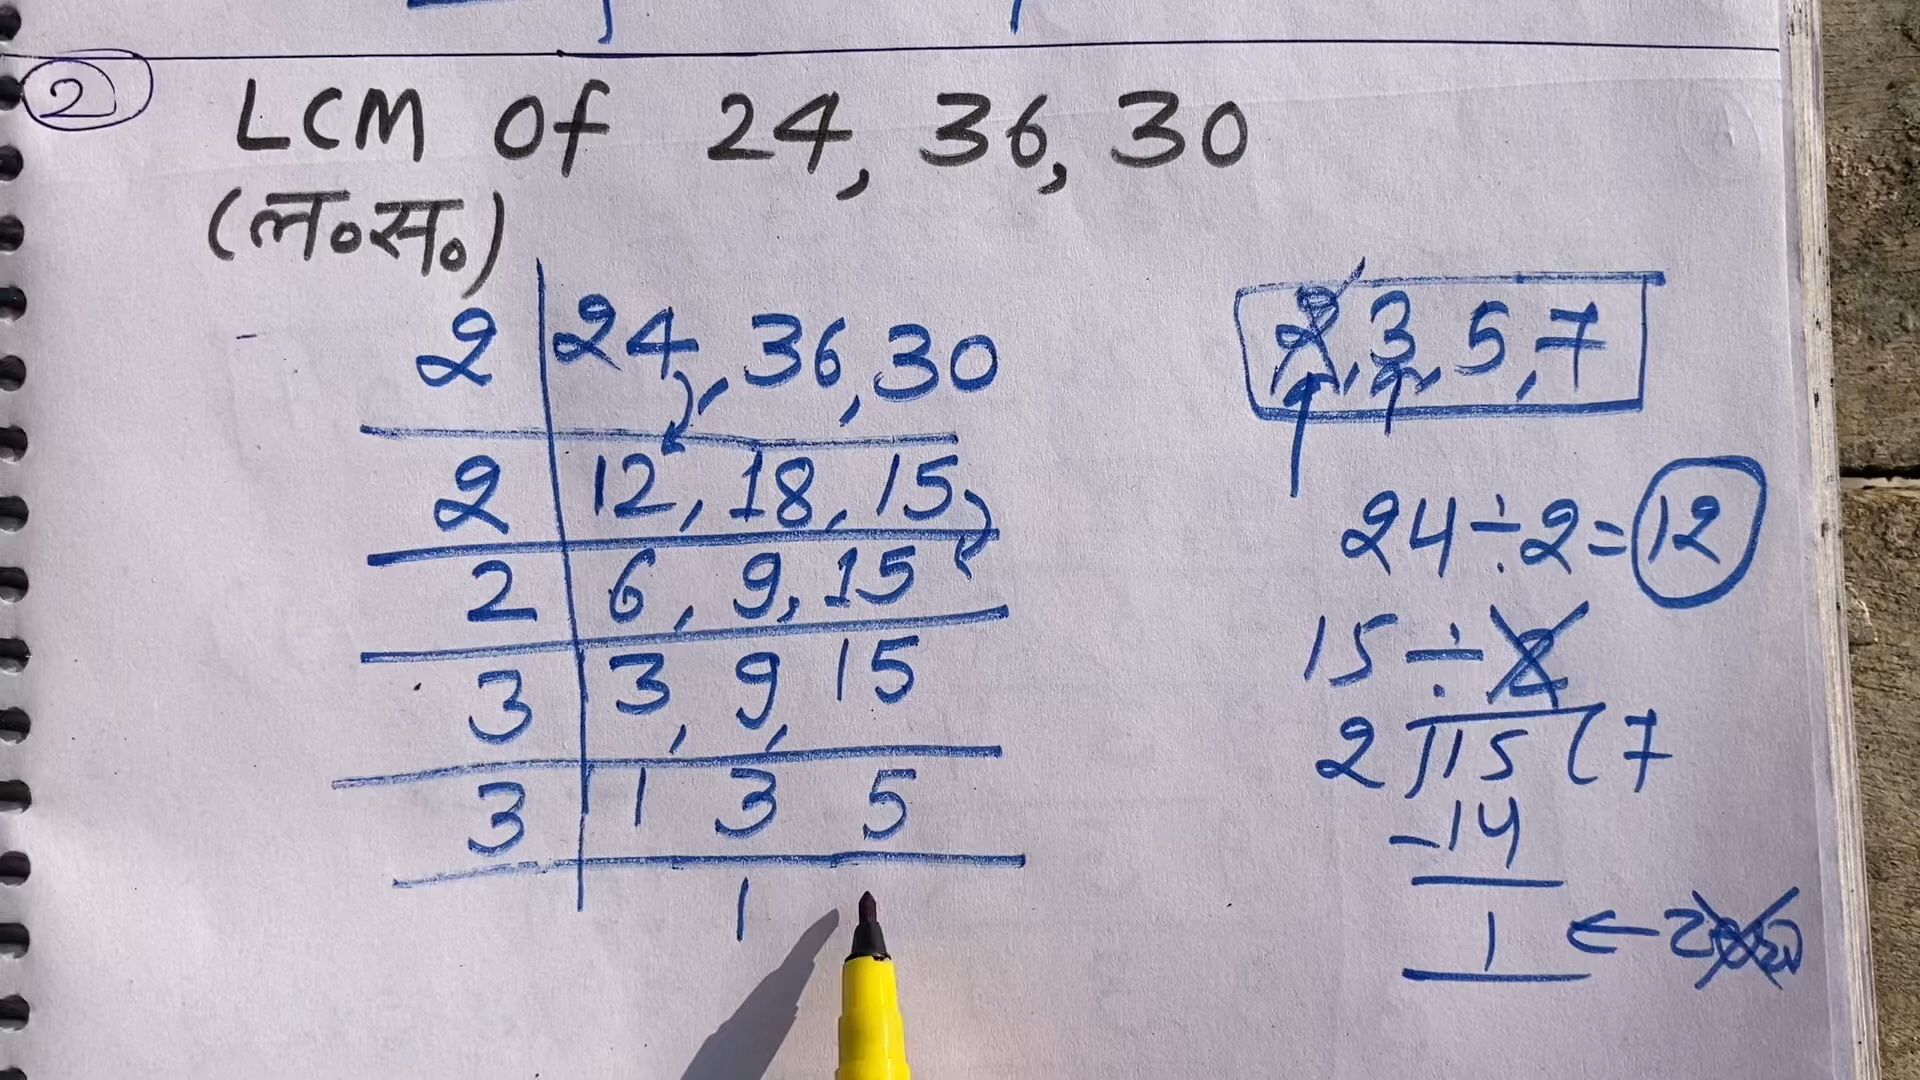 2
LCM of 24, 36, 30
(ल०स०)
2 24, 36, 30
2 12, 18, 15
2 6, 9, 15
3 3, 9, 15
3 1 3 5
1
2, 3, 5, 7
24÷2=12
15÷2
2 15 ( 7
-14
1 ←